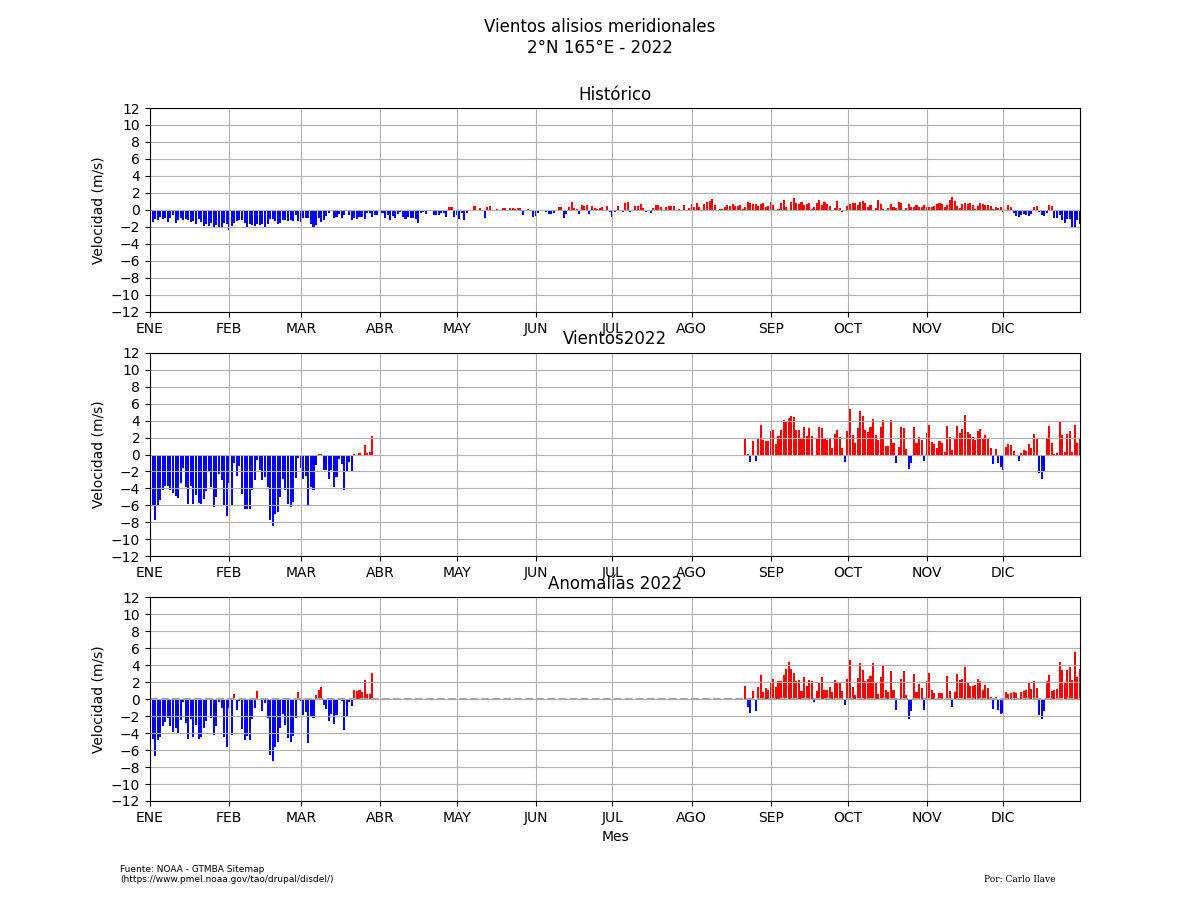 Vientos alisios meridionales
2°N 165°E - 2022
Histórico
12
10
8
6
4
2
0
−2
−4
−6
−8
−10
−12
Velocidad (m/s)
ENE FEB MAR ABR MAY JUN JUL AGO SEP OCT NOV DIC
Vientos2022
12
10
8
6
4
2
0
−2
−4
−6
−8
−10
−12
Velocidad (m/s)
ENE FEB MAR ABR MAY JUN JUL AGO SEP OCT NOV DIC
Anomalías 2022
12
10
8
6
4
2
0
−2
−4
−6
−8
−10
−12
Velocidad (m/s)
ENE FEB MAR ABR MAY JUN JUL AGO SEP OCT NOV DIC
Mes
Fuente: NOAA - GTMBA Sitemap
(https://www.pmel.noaa.gov/tao/drupal/disdel/)
Por: Carlo Ilave